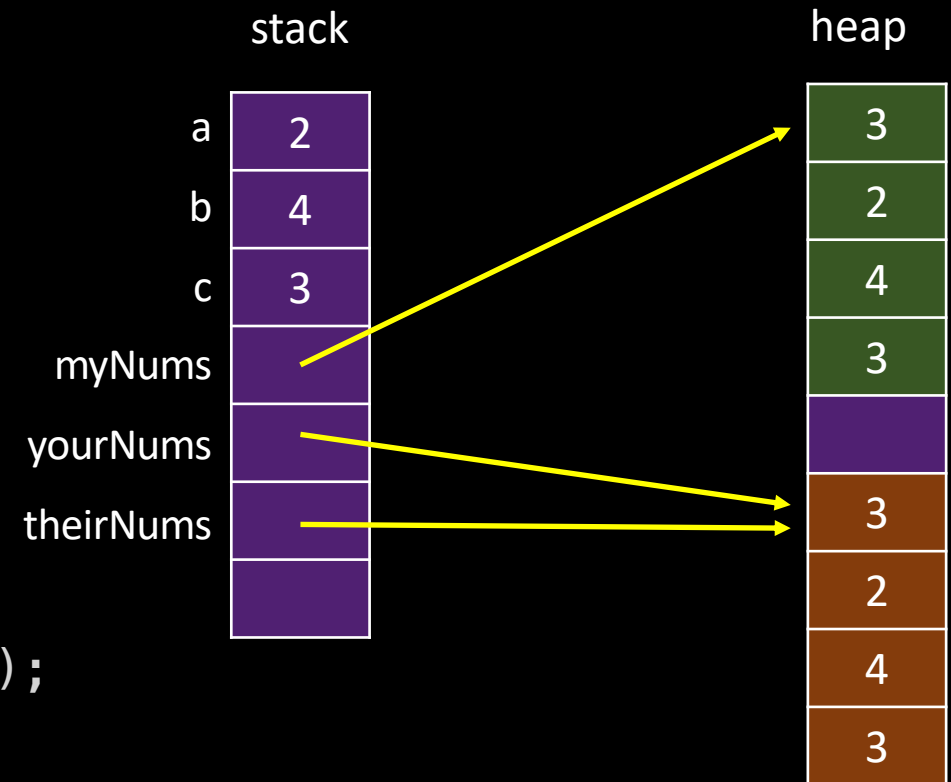 stack heap
a 2 3
b 4 2
c 3 4
myNums 3
yourNums
theirNums 3
2
); 4
3